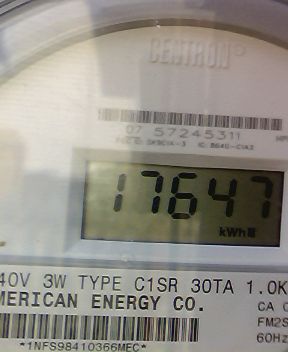 CENTRON®
07 57245311
17647
kWh
40V 3W TYPE C1SR 30TA 1.0K
MERICAN ENERGY CO.
CA
FM2S
60Hz
*1NFS98410366MEC*